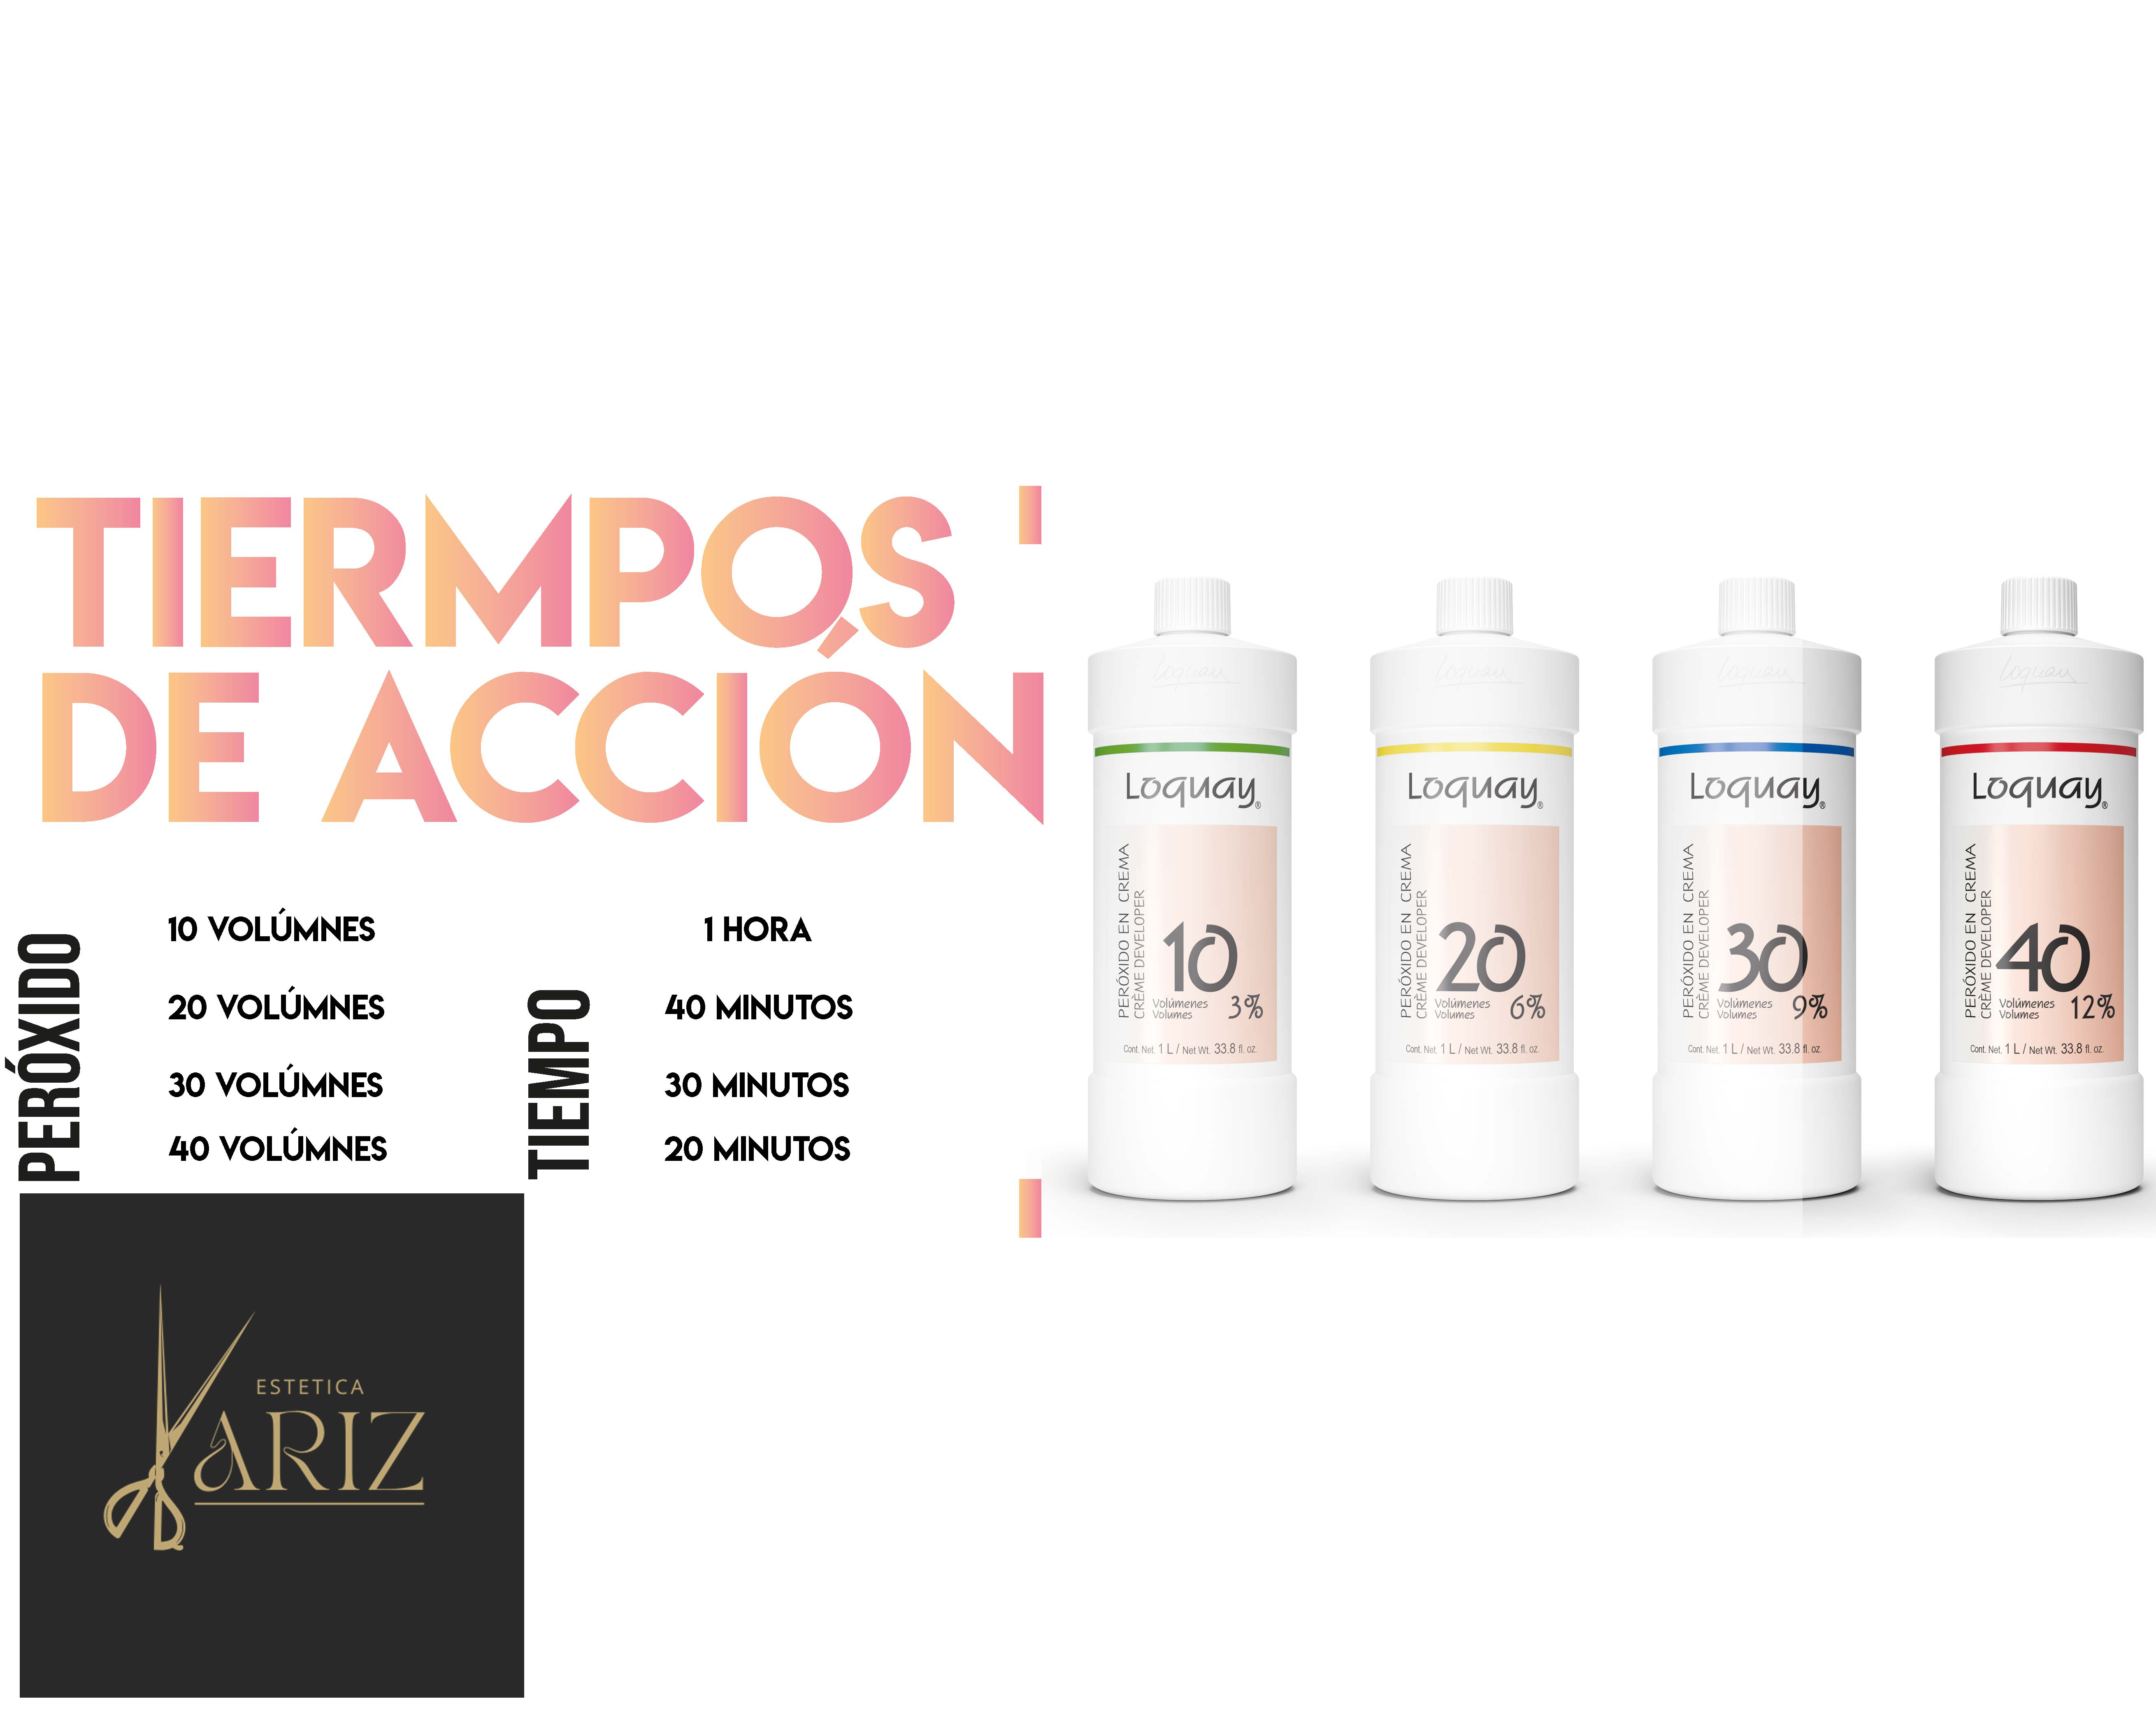 TIERMPOS
DE ACCIÓN
PERÓXIDO
10 VOLÚMNES
20 VOLÚMNES
30 VOLÚMNES
40 VOLÚMNES
TIEMPO
1 HORA
40 MINUTOS
30 MINUTOS
20 MINUTOS
ESTETICA
KARIZ
Loquay
Loquay®
PERÓXIDO EN CREMA
CRÈME DEVELOPER
10
Volúmenes
Volumes
3%
Cont. Net. 1 L / Net Wt. 33.8 fl. oz.
Loquay
Loquay®
PERÓXIDO EN CREMA
CRÈME DEVELOPER
20
Volúmenes
Volumes
6%
Cont. Net. 1 L / Net Wt. 33.8 fl. oz.
Loquay
Loquay®
PERÓXIDO EN CREMA
CRÈME DEVELOPER
30
Volúmenes
Volumes
9%
Cont. Net. 1 L / Net Wt. 33.8 fl. oz.
Loquay
Loquay®
PERÓXIDO EN CREMA
CRÈME DEVELOPER
40
Volúmenes
Volumes
12%
Cont. Net. 1 L / Net Wt. 33.8 fl. oz.